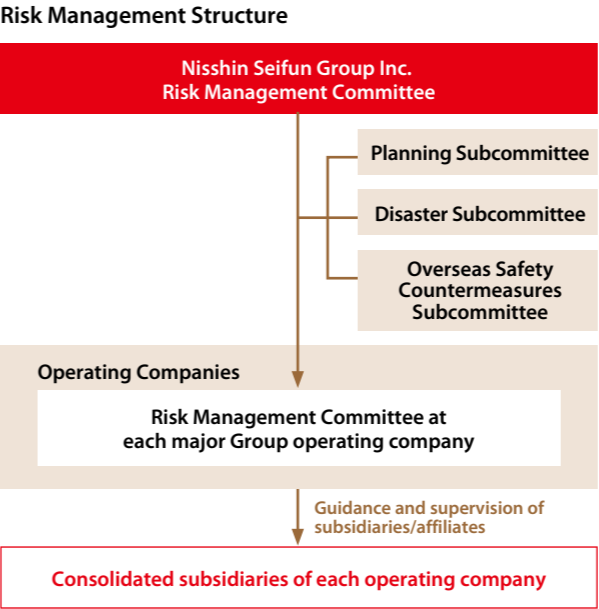 Risk Management Structure
Nisshin Seifun Group Inc.
Risk Management Committee
Planning Subcommittee
Disaster Subcommittee
Overseas Safety
Countermeasures
Subcommittee
Operating Companies
Risk Management Committee at
each major Group operating company
Guidance and supervision of
subsidiaries/affiliates
Consolidated subsidiaries of each operating company